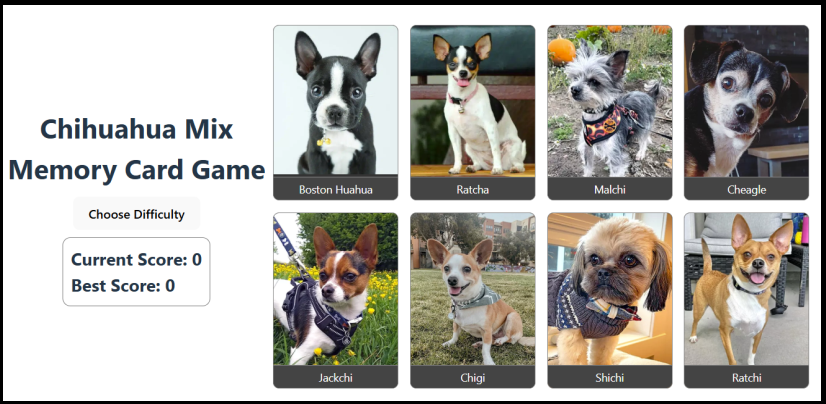 Chihuahua Mix
Memory Card Game
Choose Difficulty
Current Score: 0
Best Score: 0
Boston Huahua
Ratcha
Malchi
Cheagle
Jackchi
Chigi
Shichi
Ratchi